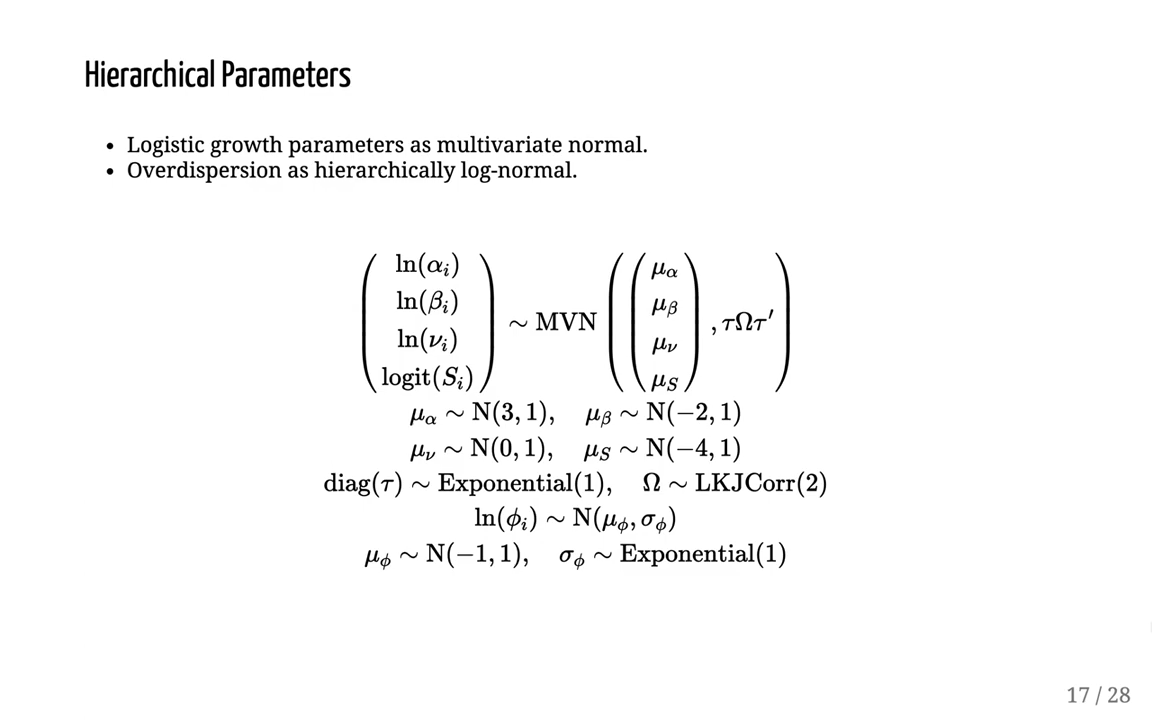 Hierarchical Parameters
• Logistic growth parameters as multivariate normal.
• Overdispersion as hierarchically log-normal.
( ln(αᵢ) ln(βᵢ) ln(νᵢ) logit(Sᵢ) ) ∼ MVN ( ( μ_α μ_β μ_ν μ_S ) , τΩτ′ )
μ_α ∼ N(3, 1), μ_β ∼ N(−2, 1)
μ_ν ∼ N(0, 1), μ_S ∼ N(−4, 1)
diag(τ) ∼ Exponential(1), Ω ∼ LKJCorr(2)
ln(ϕᵢ) ∼ N(μ_ϕ, σ_ϕ)
μ_ϕ ∼ N(−1, 1), σ_ϕ ∼ Exponential(1)
17 / 28